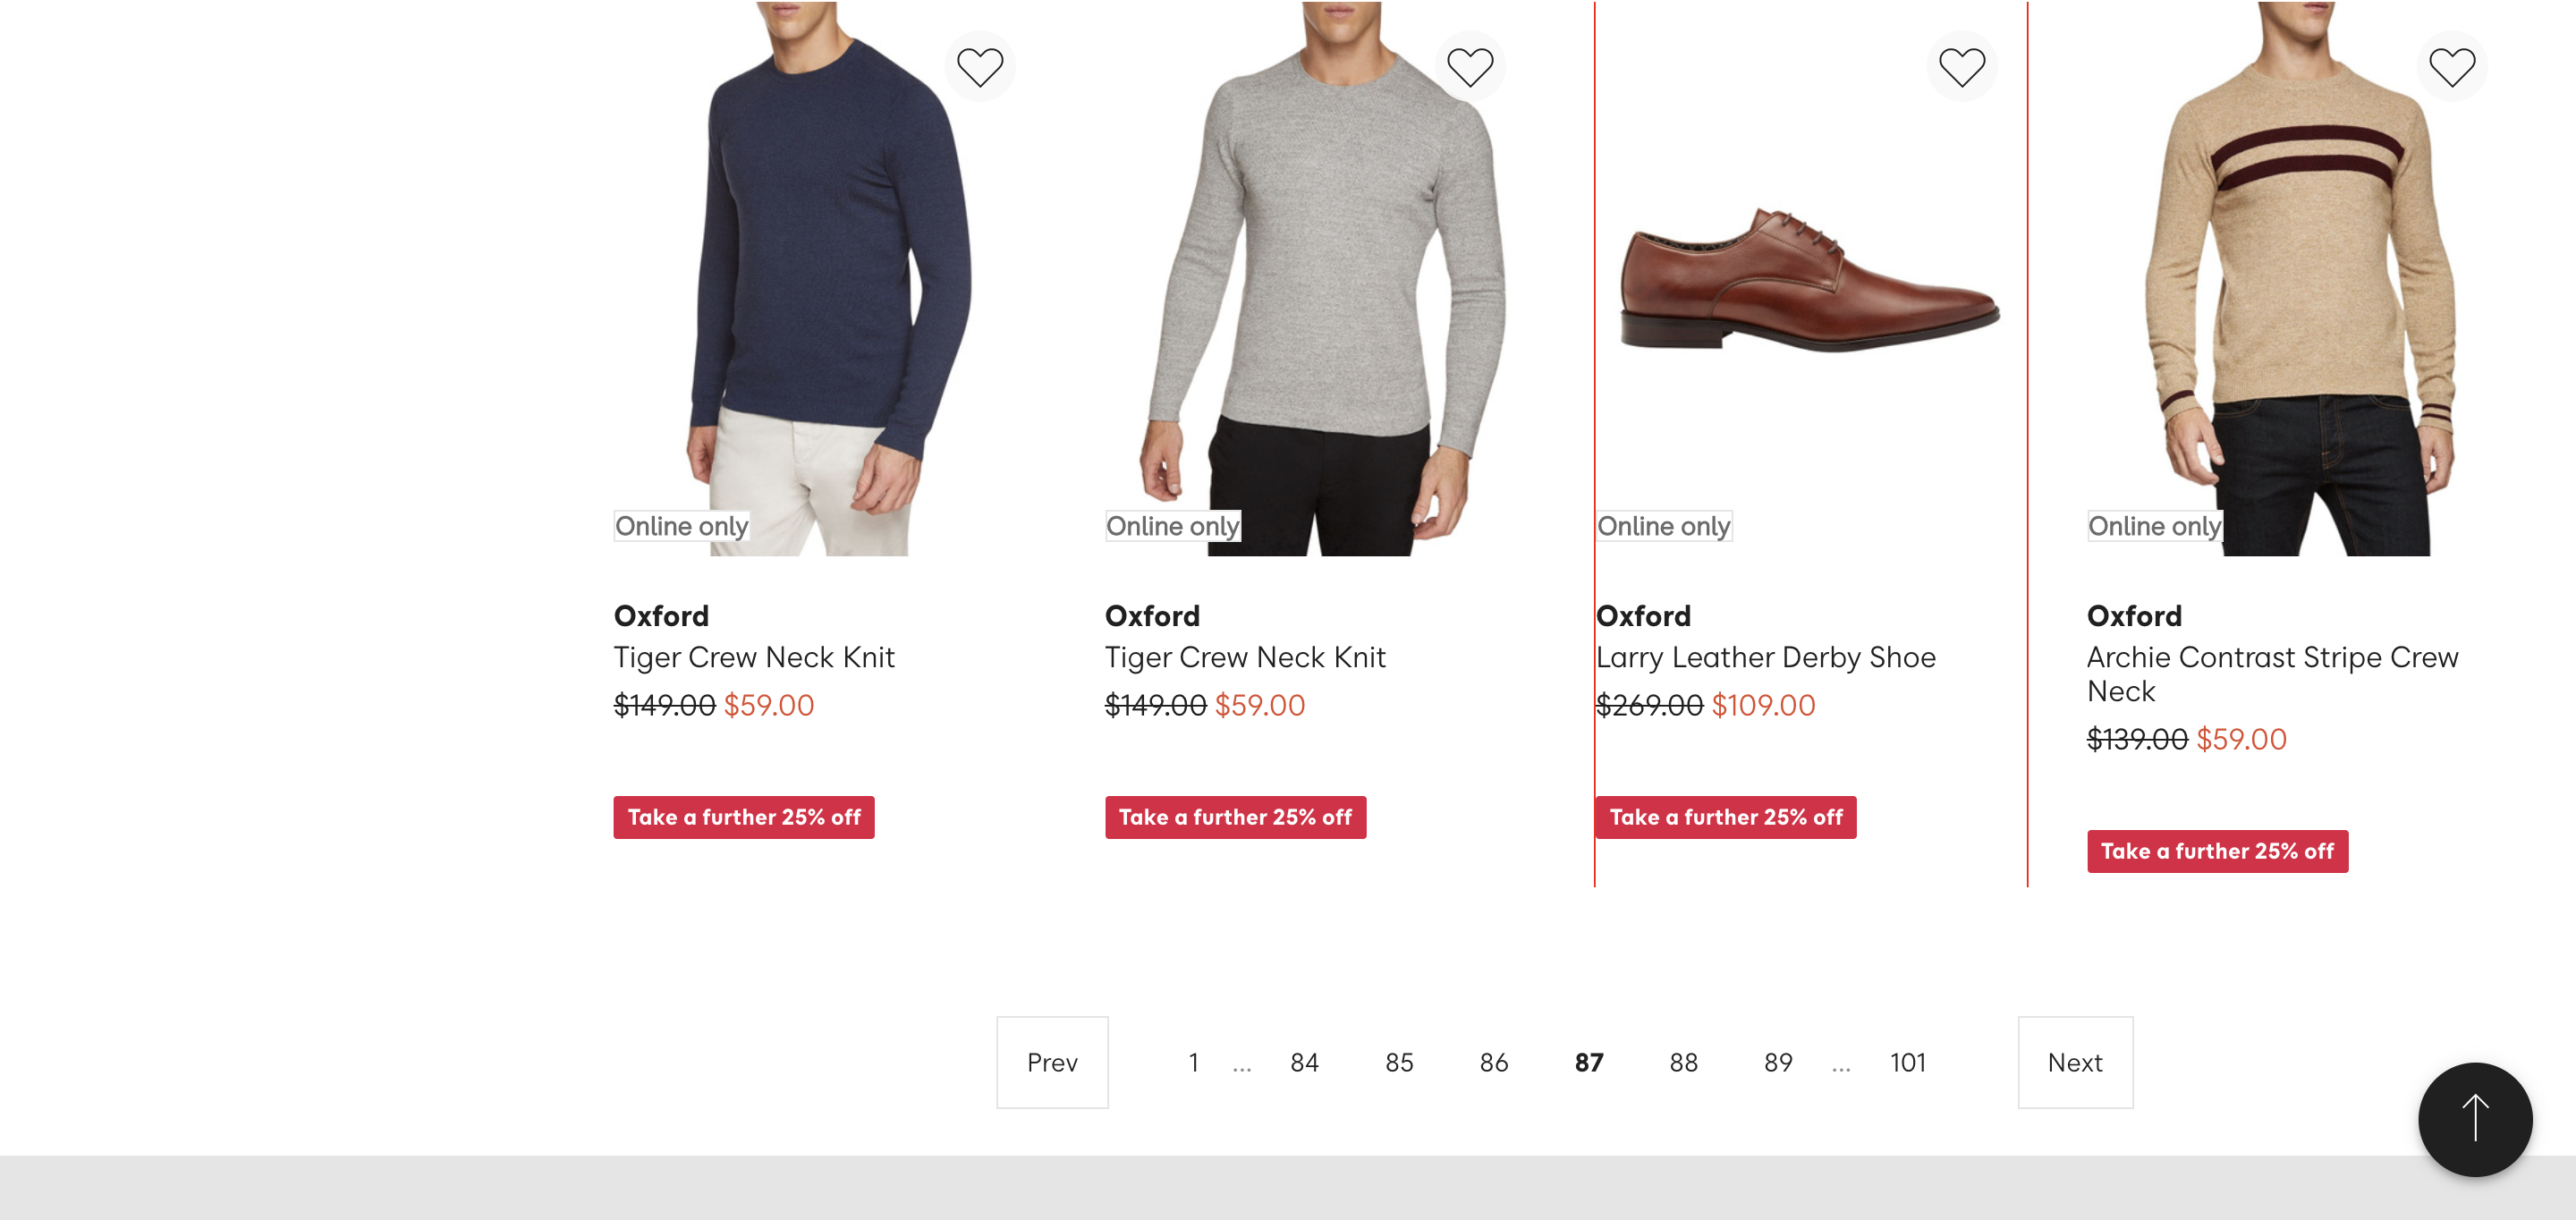 Online only
Oxford
Tiger Crew Neck Knit
$149.00 $59.00
Take a further 25% off
Online only
Oxford
Tiger Crew Neck Knit
$149.00 $59.00
Take a further 25% off
Online only
Oxford
Larry Leather Derby Shoe
$269.00 $109.00
Take a further 25% off
Online only
Oxford
Archie Contrast Stripe Crew
Neck
$139.00 $59.00
Take a further 25% off
Prev 1 ... 84 85 86 87 88 89 ... 101 Next